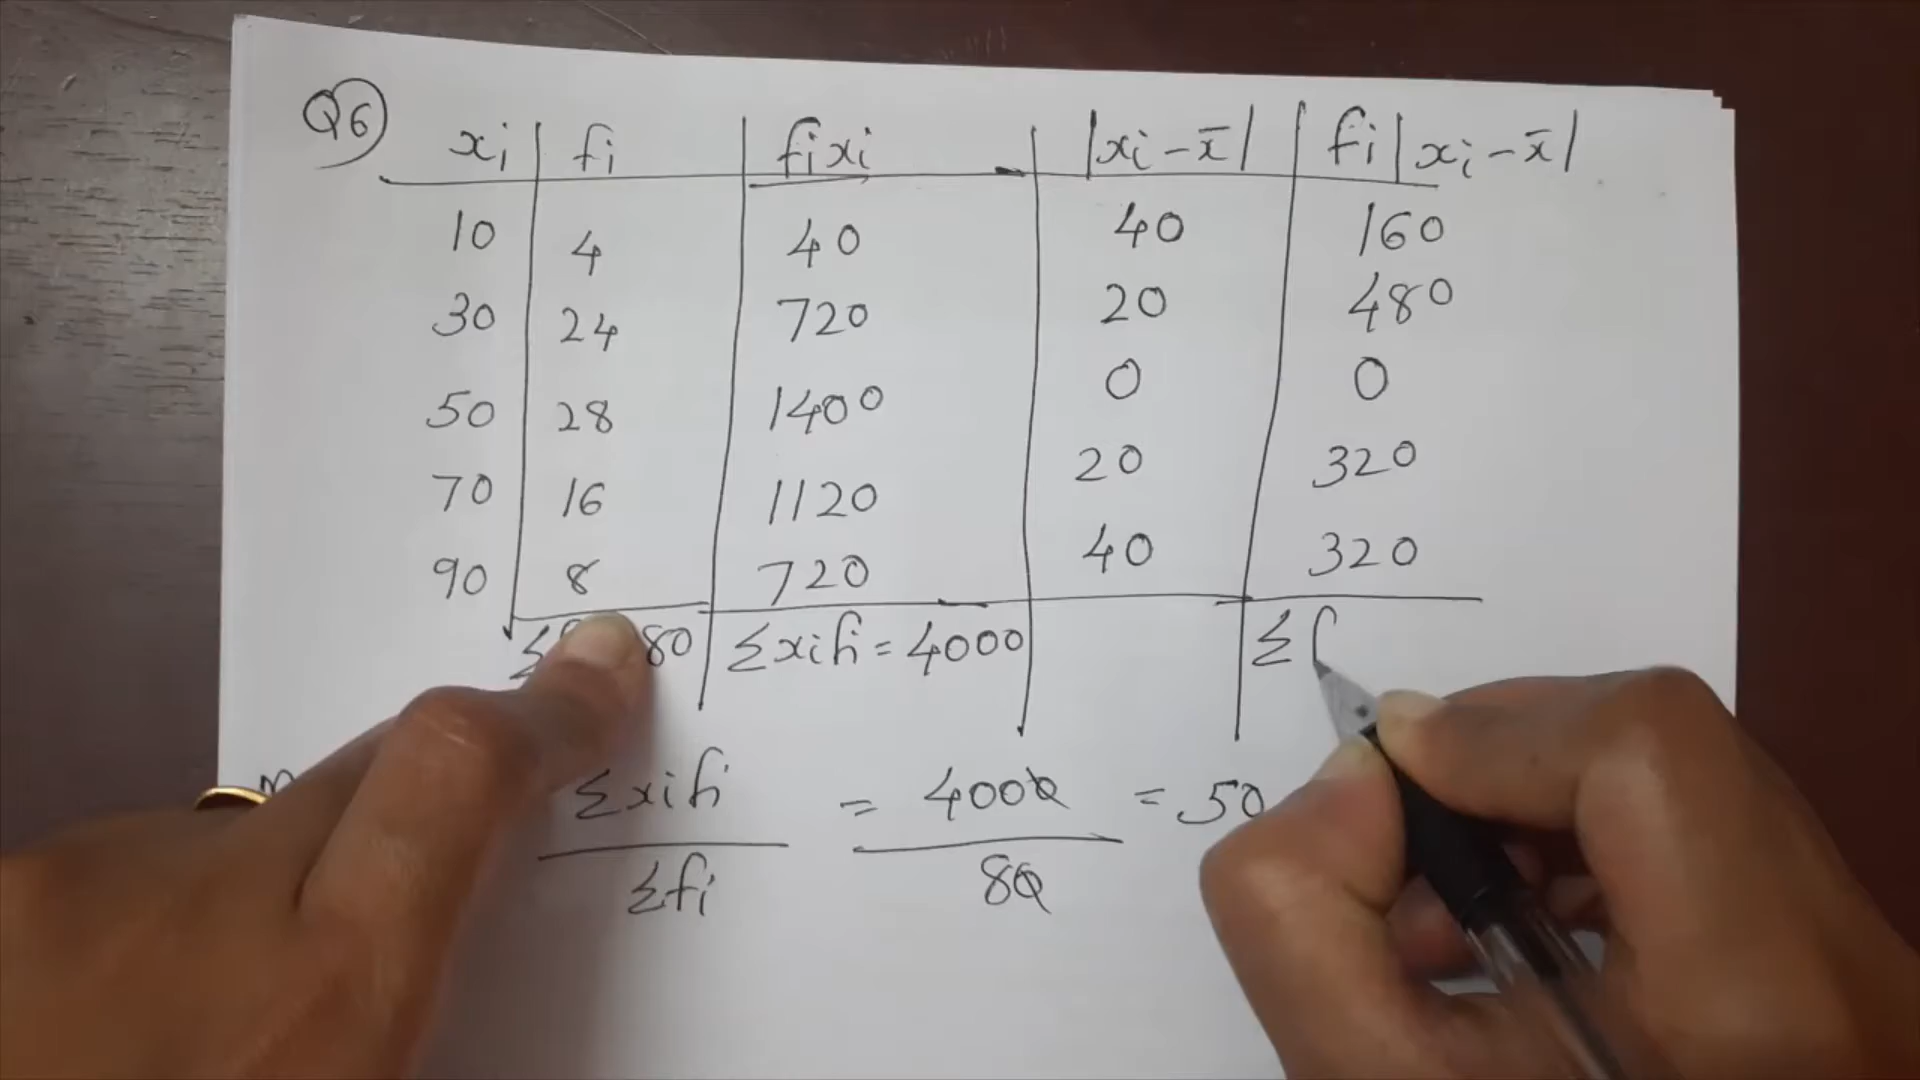 Q6 xi fi fixi |xi-x̄| fi|xi-x̄|
10 4 40 40 160
30 24 720 20 480
50 28 1400 0 0
70 16 1120 20 320
90 8 720 40 320
Σ 80 Σxifi = 4000 Σf
Σxifi = 4000 = 50
Σfi 80